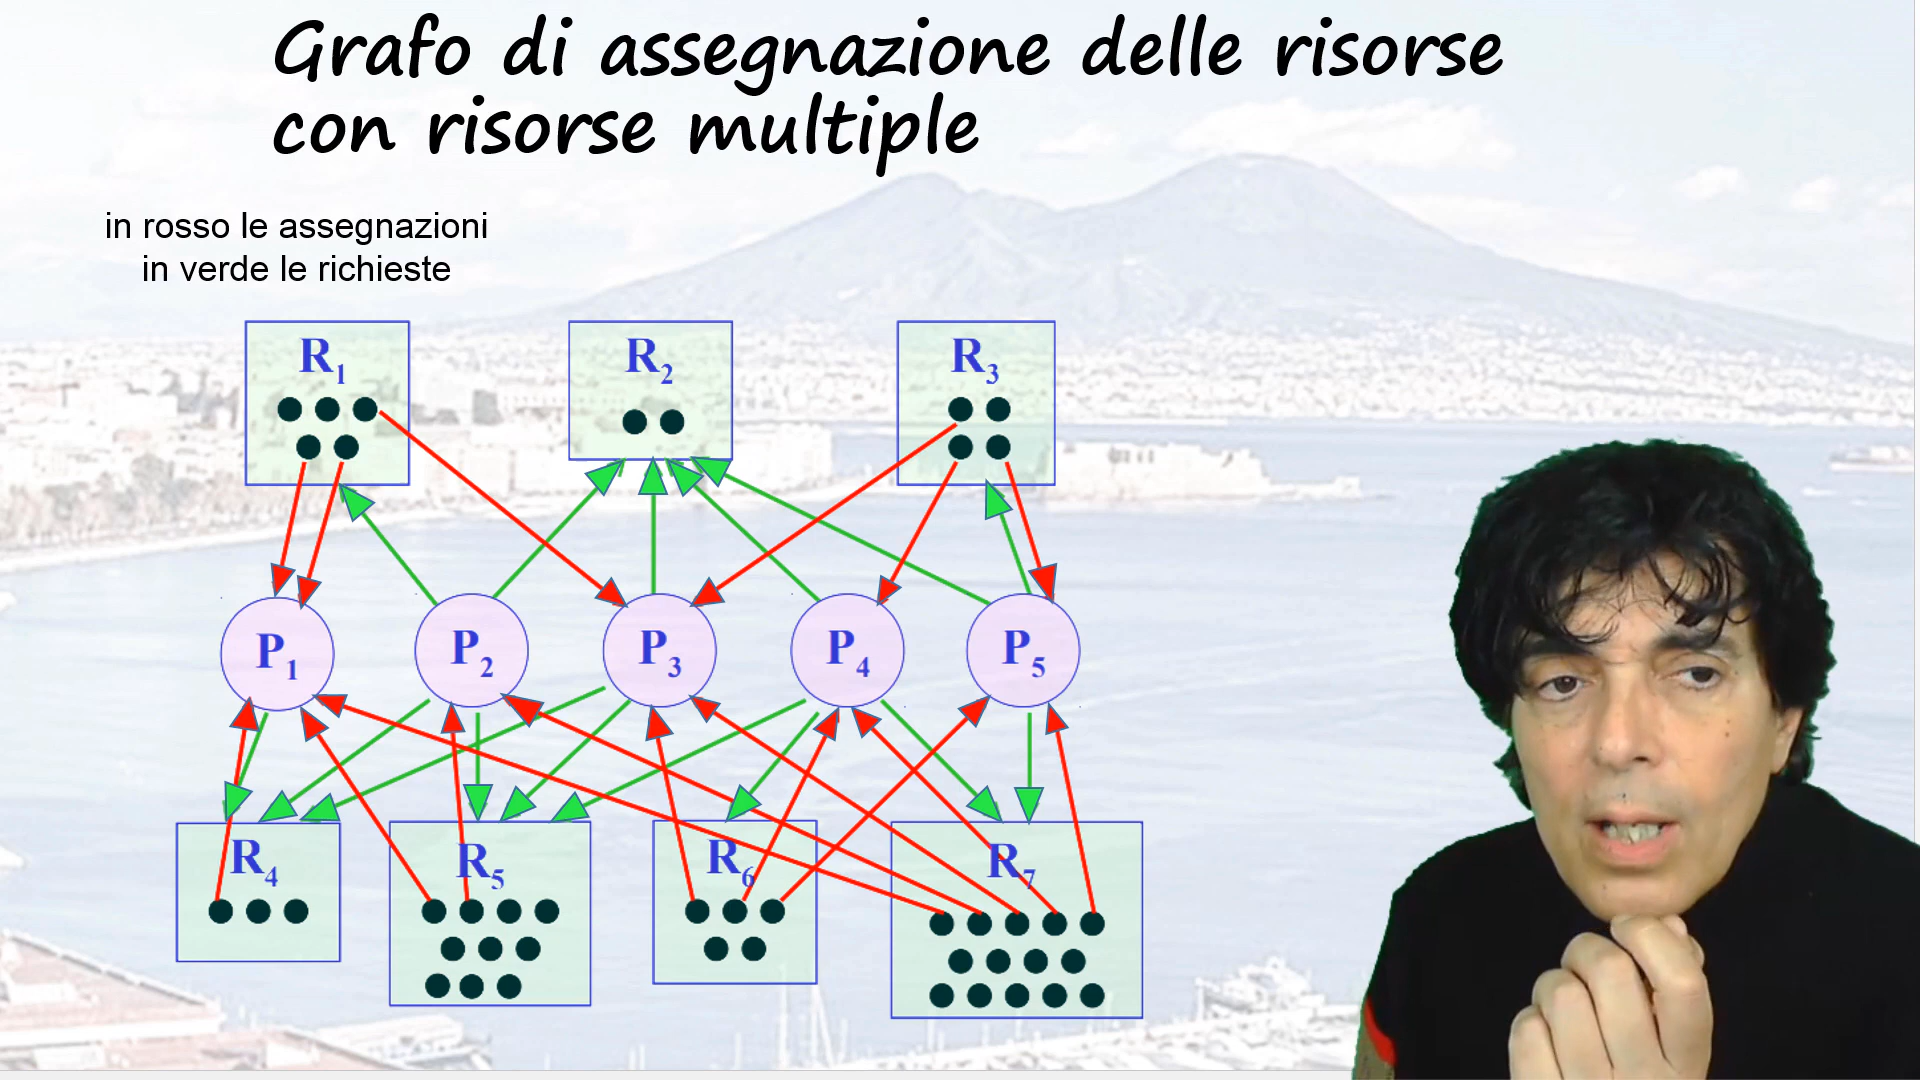 Grafo di assegnazione delle risorse
con risorse multiple
in rosso le assegnazioni
in verde le richieste
R1
R2
R3
P1
P2
P3
P4
P5
R4
R5
R6
R7